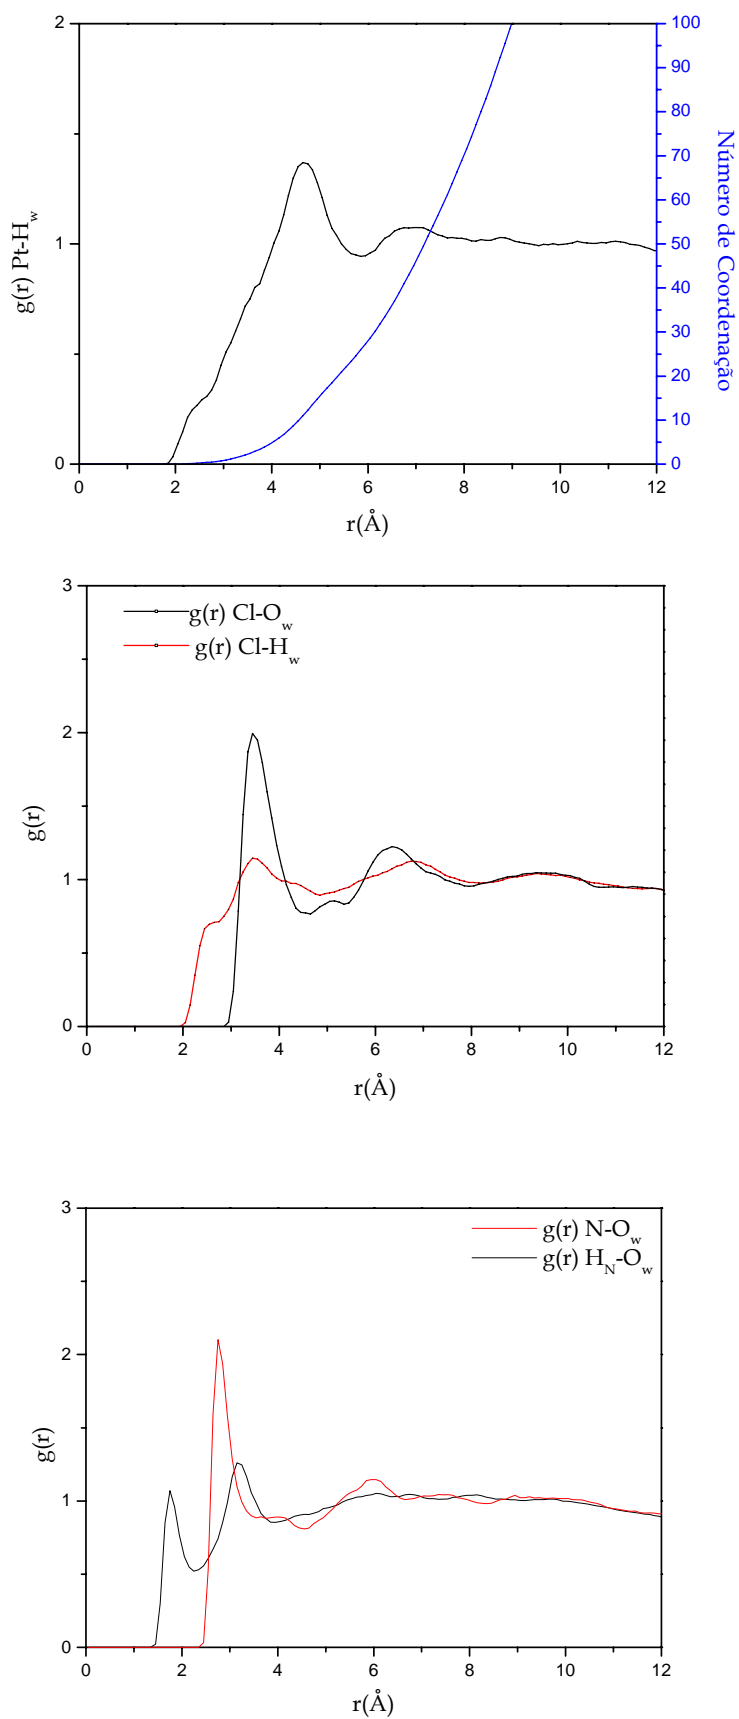 2
1
0
g(r) Pt-H_w
100
90
80
70
60
50
40
30
20
10
0
Número de Coordenação
0 2 4 6 8 10 12
r(Å)
3
2
1
0
g(r)
g(r) Cl-O_w
g(r) Cl-H_w
0 2 4 6 8 10 12
r(Å)
3
2
1
0
g(r)
g(r) N-O_w
g(r) H_N-O_w
0 2 4 6 8 10 12
r(Å)